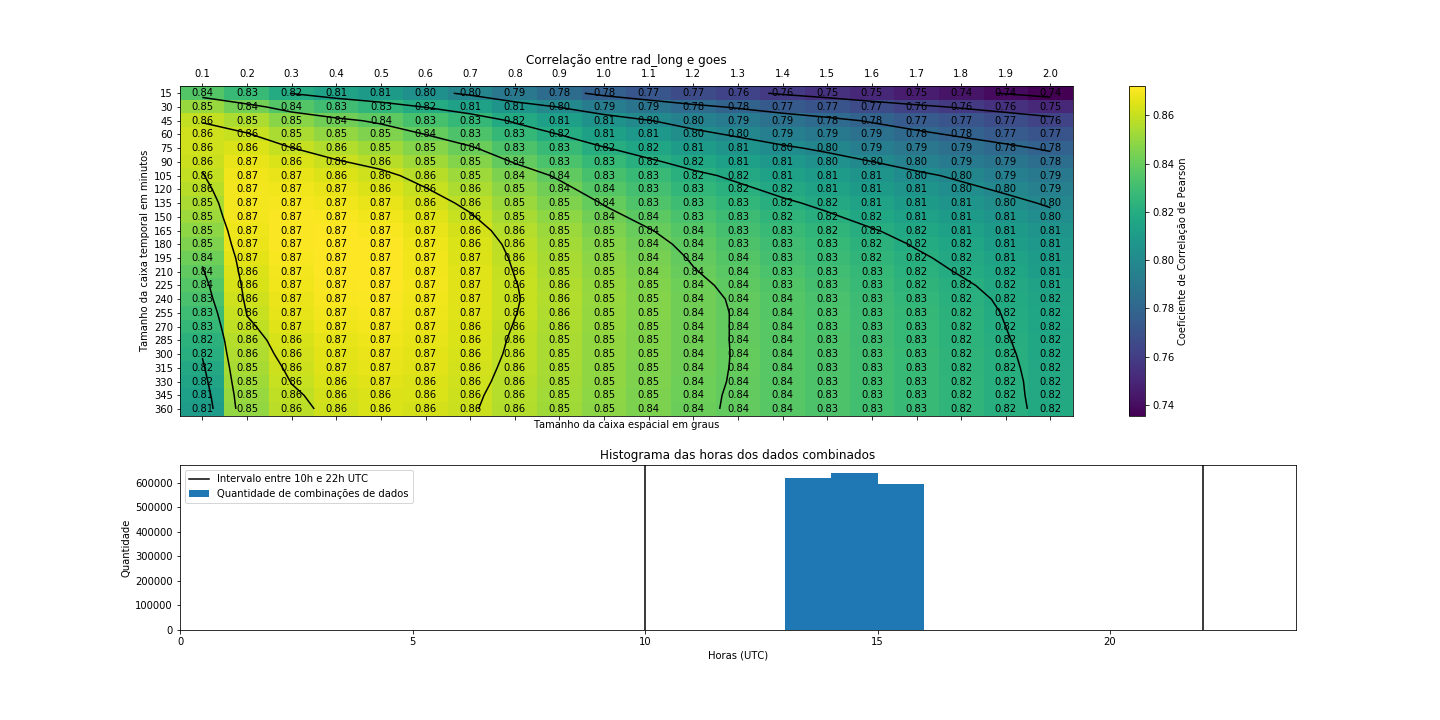 Correlação entre rad_long e goes
0.1 0.2 0.3 0.4 0.5 0.6 0.7 0.8 0.9 1.0 1.1 1.2 1.3 1.4 1.5 1.6 1.7 1.8 1.9 2.0
15 0.84 0.83 0.82 0.81 0.81 0.80 0.80 0.79 0.78 0.78 0.77 0.77 0.76 0.76 0.75 0.75 0.75 0.74 0.74 0.74
30 0.85 0.84 0.84 0.83 0.83 0.82 0.81 0.81 0.80 0.79 0.79 0.78 0.78 0.77 0.77 0.77 0.76 0.76 0.76 0.75
45 0.86 0.85 0.85 0.84 0.84 0.83 0.83 0.82 0.81 0.81 0.80 0.80 0.79 0.79 0.78 0.78 0.77 0.77 0.77 0.76
60 0.86 0.86 0.85 0.85 0.85 0.84 0.83 0.83 0.82 0.81 0.81 0.80 0.80 0.79 0.79 0.79 0.78 0.78 0.77 0.77
75 0.86 0.86 0.86 0.86 0.85 0.85 0.84 0.83 0.83 0.82 0.82 0.81 0.81 0.80 0.80 0.79 0.79 0.79 0.78 0.78
90 0.86 0.87 0.86 0.86 0.86 0.85 0.85 0.84 0.83 0.83 0.82 0.82 0.81 0.81 0.80 0.80 0.80 0.79 0.79 0.78
105 0.86 0.87 0.87 0.86 0.86 0.85 0.85 0.84 0.84 0.83 0.83 0.82 0.82 0.81 0.81 0.80 0.80 0.80 0.79 0.79
120 0.86 0.87 0.87 0.87 0.86 0.86 0.85 0.85 0.84 0.84 0.83 0.83 0.82 0.82 0.81 0.81 0.81 0.80 0.80 0.79
135 0.85 0.87 0.87 0.87 0.87 0.86 0.86 0.85 0.85 0.84 0.84 0.83 0.83 0.82 0.82 0.81 0.81 0.81 0.80 0.80
150 0.85 0.87 0.87 0.87 0.87 0.86 0.86 0.85 0.85 0.84 0.84 0.83 0.83 0.82 0.82 0.82 0.81 0.81 0.81 0.80
165 0.85 0.87 0.87 0.87 0.87 0.87 0.86 0.86 0.85 0.85 0.84 0.84 0.83 0.83 0.82 0.82 0.82 0.81 0.81 0.81
180 0.85 0.87 0.87 0.87 0.87 0.87 0.86 0.86 0.85 0.85 0.84 0.84 0.83 0.83 0.83 0.82 0.82 0.82 0.81 0.81
195 0.84 0.87 0.87 0.87 0.87 0.87 0.86 0.86 0.85 0.85 0.84 0.84 0.83 0.83 0.83 0.82 0.82 0.82 0.81 0.81
210 0.84 0.86 0.87 0.87 0.87 0.87 0.86 0.86 0.85 0.85 0.84 0.84 0.84 0.83 0.83 0.83 0.82 0.82 0.82 0.81
225 0.84 0.86 0.87 0.87 0.87 0.87 0.86 0.86 0.86 0.85 0.85 0.84 0.84 0.83 0.83 0.83 0.82 0.82 0.82 0.81
240 0.83 0.86 0.87 0.87 0.87 0.87 0.86 0.86 0.86 0.85 0.85 0.84 0.84 0.84 0.83 0.83 0.83 0.82 0.82 0.82
255 0.83 0.86 0.87 0.87 0.87 0.87 0.86 0.86 0.86 0.85 0.85 0.84 0.84 0.84 0.83 0.83 0.83 0.82 0.82 0.82
270 0.83 0.86 0.86 0.87 0.87 0.87 0.86 0.86 0.86 0.85 0.85 0.84 0.84 0.84 0.83 0.83 0.83 0.82 0.82 0.82
285 0.82 0.86 0.86 0.87 0.87 0.87 0.86 0.86 0.86 0.85 0.85 0.84 0.84 0.84 0.83 0.83 0.83 0.82 0.82 0.82
300 0.82 0.85 0.86 0.87 0.87 0.87 0.86 0.86 0.86 0.85 0.85 0.84 0.84 0.84 0.83 0.83 0.83 0.82 0.82 0.82
315 0.82 0.85 0.86 0.87 0.87 0.86 0.86 0.86 0.86 0.85 0.85 0.84 0.84 0.84 0.83 0.83 0.83 0.82 0.82 0.82
330 0.82 0.85 0.86 0.86 0.87 0.86 0.86 0.86 0.85 0.85 0.85 0.84 0.84 0.84 0.83 0.83 0.83 0.82 0.82 0.82
345 0.81 0.85 0.86 0.86 0.87 0.86 0.86 0.86 0.85 0.85 0.84 0.84 0.84 0.84 0.83 0.83 0.83 0.82 0.82 0.82
360 0.81 0.85 0.86 0.86 0.86 0.86 0.86 0.86 0.85 0.85 0.84 0.84 0.84 0.83 0.83 0.83 0.83 0.82 0.82 0.82
Tamanho da caixa temporal em minutos
Tamanho da caixa espacial em graus
0.86
0.84
0.82
0.80
0.78
0.76
0.74
Coeficiente de Correlação de Pearson
Histograma das horas dos dados combinados
Intervalo entre 10h e 22h UTC
Quantidade de combinações de dados
600000
500000
400000
300000
200000
100000
0
Quantidade
0 5 10 15 20
Horas (UTC)